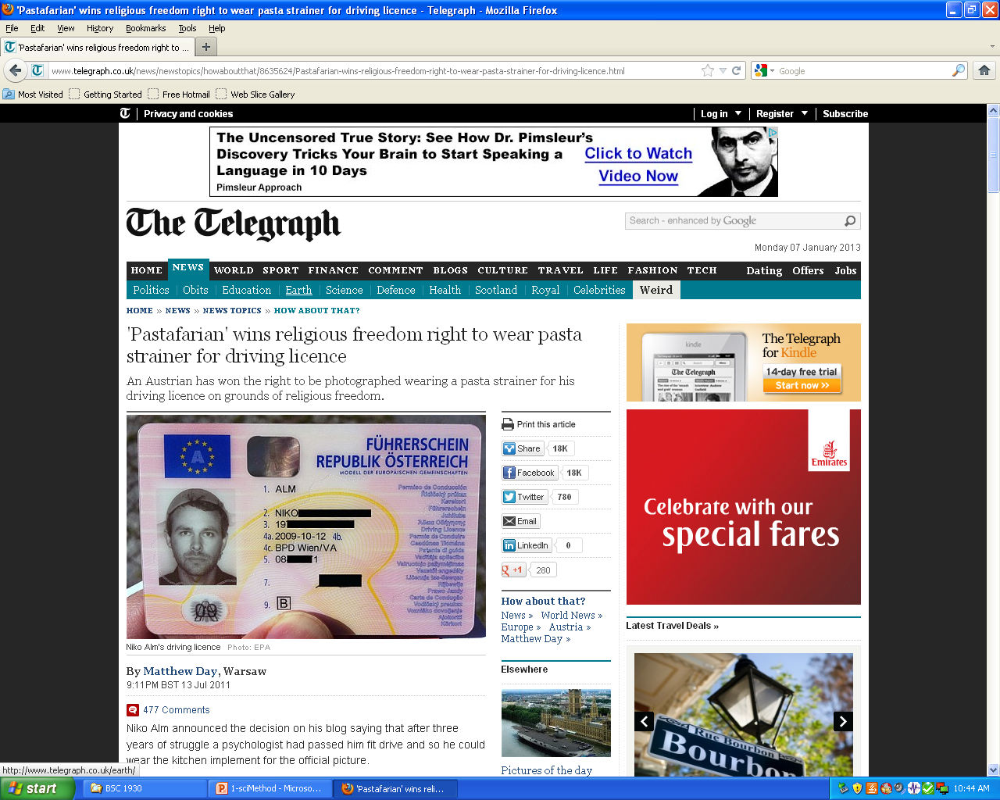 'Pastafarian' wins religious freedom right to wear pasta strainer for driving licence - Telegraph - Mozilla Firefox
File Edit View History Bookmarks Tools Help
'Pastafarian' wins religious freedom right to ...
www.telegraph.co.uk/news/newstopics/howaboutthat/8635624/Pastafarian-wins-religious-freedom-right-to-wear-pasta-strainer-for-driving-licence.html
Google
Most Visited Getting Started Free Hotmail Web Slice Gallery
Privacy and cookies
Log in Register Subscribe
The Uncensored True Story: See How Dr. Pimsleur's
Discovery Tricks Your Brain to Start Speaking a
Language in 10 Days
Pimsleur Approach
Click to Watch
Video Now
The Telegraph
Search - enhanced by Google
Monday 07 January 2013
HOME NEWS WORLD SPORT FINANCE COMMENT BLOGS CULTURE TRAVEL LIFE FASHION TECH Dating Offers Jobs
Politics Obits Education Earth Science Defence Health Scotland Royal Celebrities Weird
HOME » NEWS » NEWS TOPICS » HOW ABOUT THAT?
'Pastafarian' wins religious freedom right to wear pasta
strainer for driving licence
An Austrian has won the right to be photographed wearing a pasta strainer for his
driving licence on grounds of religious freedom.
FÜHRERSCHEIN
REPUBLIK ÖSTERREICH
MODELL DER EUROPÄISCHEN GEMEINSCHAFTEN
A
1. ALM
2. NIKO
3. 19
4a. 2009-10-12 4b.
4c. BPD Wien/VA
5. 08 1
7.
9. B
Permiso de Conducción
Řidičský průkaz
Kørekort
Führerschein
Juhiluba
Άδεια Οδήγησης
Driving Licence
Permis de Conduire
Ceadúnas Tiomána
Patente di guida
Vadītāja apliecība
Vairuotojo pažymėjimas
Vezetői engedély
Liċenzja tas-Sewqan
Rijbewijs
Prawo Jazdy
Carta de Condução
Vodičský preukaz
Vozniško dovoljenje
Ajokortti
Körkort
Niko Alm's driving licence Photo: EPA
By Matthew Day, Warsaw
9:11PM BST 13 Jul 2011
477 Comments
Niko Alm announced the decision on his blog saying that after three
years of struggle a psychologist had passed him fit drive and so he could
wear the kitchen implement for the official picture.
Print this article
Share 18K
Facebook 18K
Twitter 780
Email
LinkedIn 0
+1 280
How about that?
News » World News »
Europe » Austria »
Matthew Day »
Elsewhere
Pictures of the day
kindle
The Telegraph
The Telegraph
for Kindle
14-day free trial
Start now >>
Emirates
Celebrate with our
special fares
Latest Travel Deals »
Rue Bourbon
Bourbon
http://www.telegraph.co.uk/earth/
start BSC 1930 1-sciMethod - Microso... 'Pastafarian' wins reli... 10:44 AM